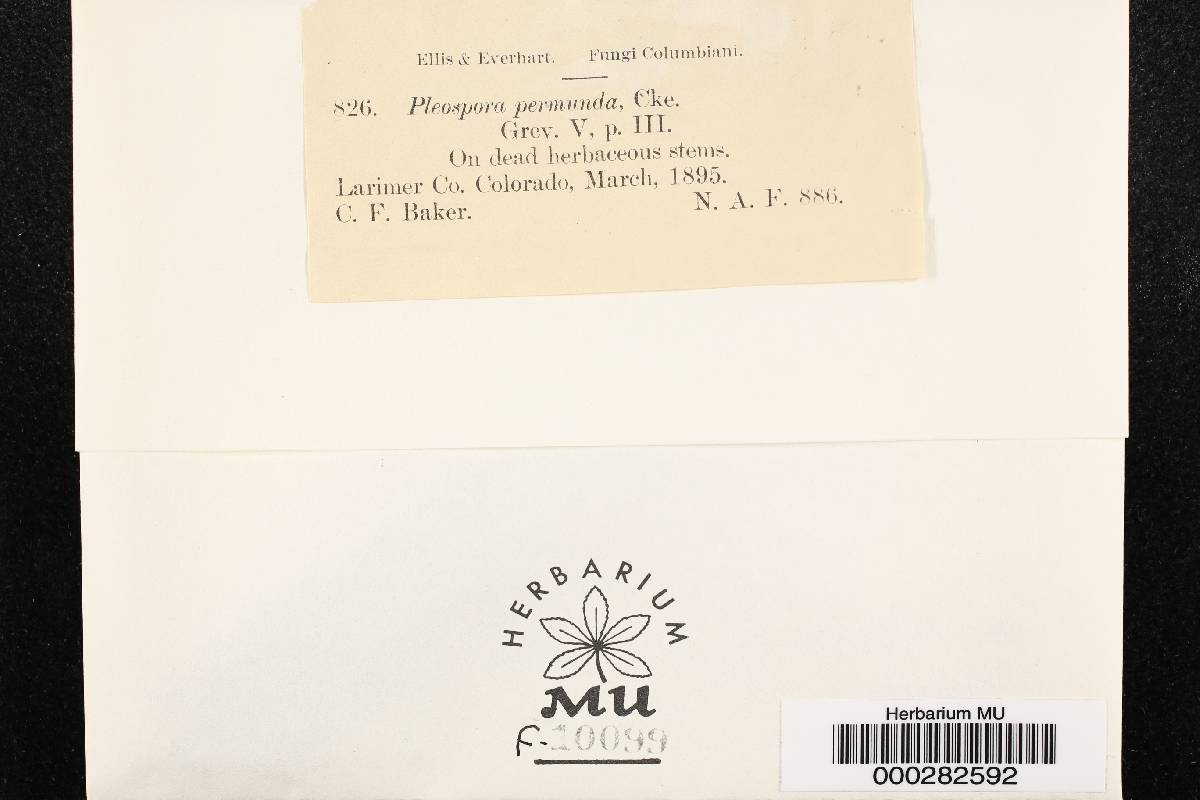 Ellis & Everhart. Fungi Columbiani.
826. Pleospora permunda, Cke.
Grev. V, p. III.
On dead herbaceous stems.
Larimer Co. Colorado, March, 1895.
C. F. Baker. N. A. F. 886.
HERBARIUM
MU
F-10099
Herbarium MU
000282592